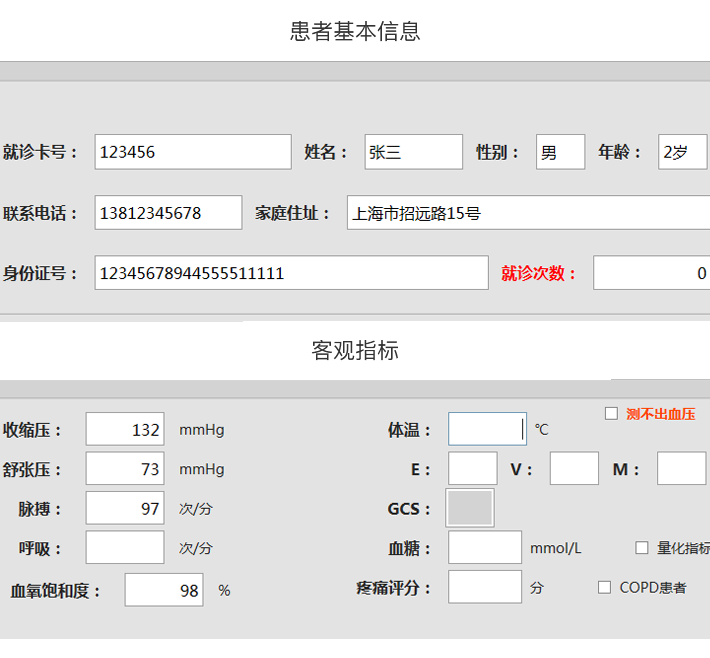 患者基本信息
就诊卡号： 123456 姓名： 张三 性别： 男 年龄： 2岁
联系电话： 13812345678 家庭住址： 上海市招远路15号
身份证号： 12345678944555511111 就诊次数： 0
客观指标
收缩压： 132 mmHg 体温： ℃ 测不出血压
舒张压： 73 mmHg E： V： M：
脉搏： 97 次/分 GCS：
呼吸： 次/分 血糖： mmol/L 量化指标
血氧饱和度： 98 % 疼痛评分： 分 COPD患者